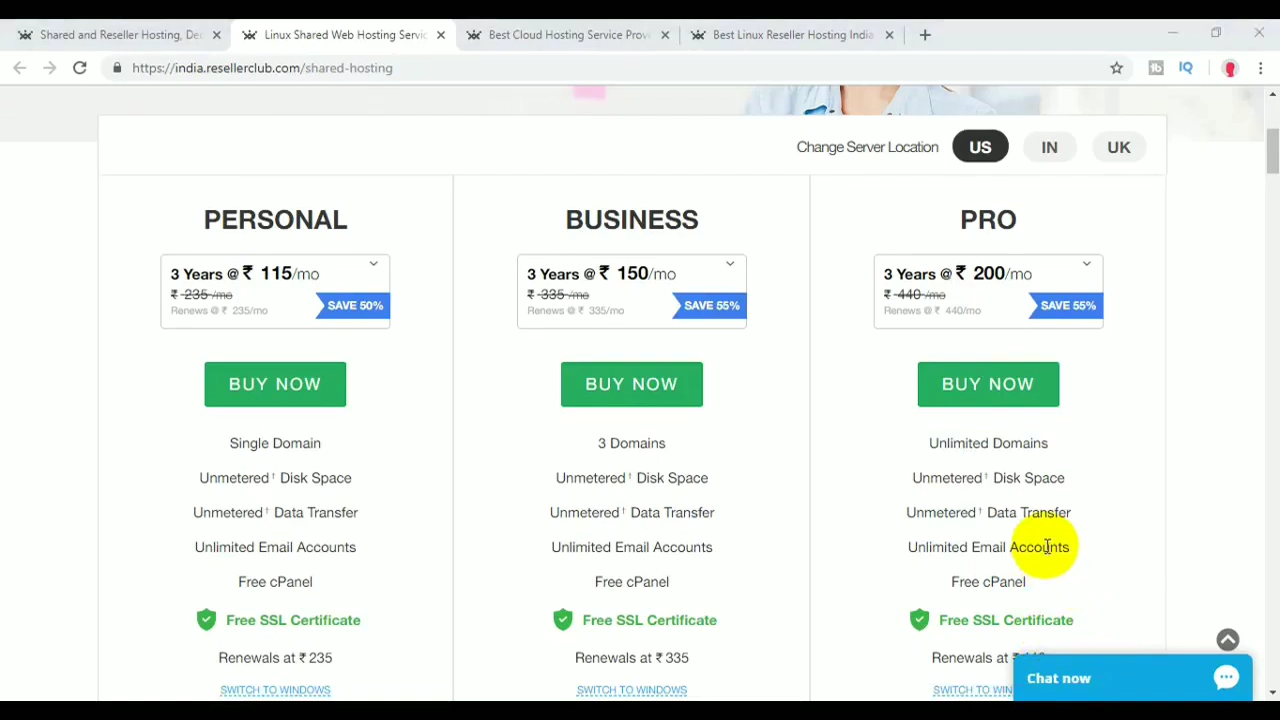 Shared and Reseller Hosting, De
Linux Shared Web Hosting Servic
Best Cloud Hosting Service Prov
Best Linux Reseller Hosting India
https://india.resellerclub.com/shared-hosting
Change Server Location US IN UK
PERSONAL
3 Years @ ₹ 115/mo
₹ 235 /mo
SAVE 50%
Renews @ ₹ 235/mo
BUY NOW
Single Domain
Unmetered† Disk Space
Unmetered† Data Transfer
Unlimited Email Accounts
Free cPanel
Free SSL Certificate
Renewals at ₹ 235
SWITCH TO WINDOWS
BUSINESS
3 Years @ ₹ 150/mo
₹ 335 /mo
SAVE 55%
Renews @ ₹ 335/mo
BUY NOW
3 Domains
Unmetered† Disk Space
Unmetered† Data Transfer
Unlimited Email Accounts
Free cPanel
Free SSL Certificate
Renewals at ₹ 335
SWITCH TO WINDOWS
PRO
3 Years @ ₹ 200/mo
₹ 440 /mo
SAVE 55%
Renews @ ₹ 440/mo
BUY NOW
Unlimited Domains
Unmetered† Disk Space
Unmetered† Data Transfer
Unlimited Email Accounts
Free cPanel
Free SSL Certificate
Renewals at
SWITCH TO
Chat now